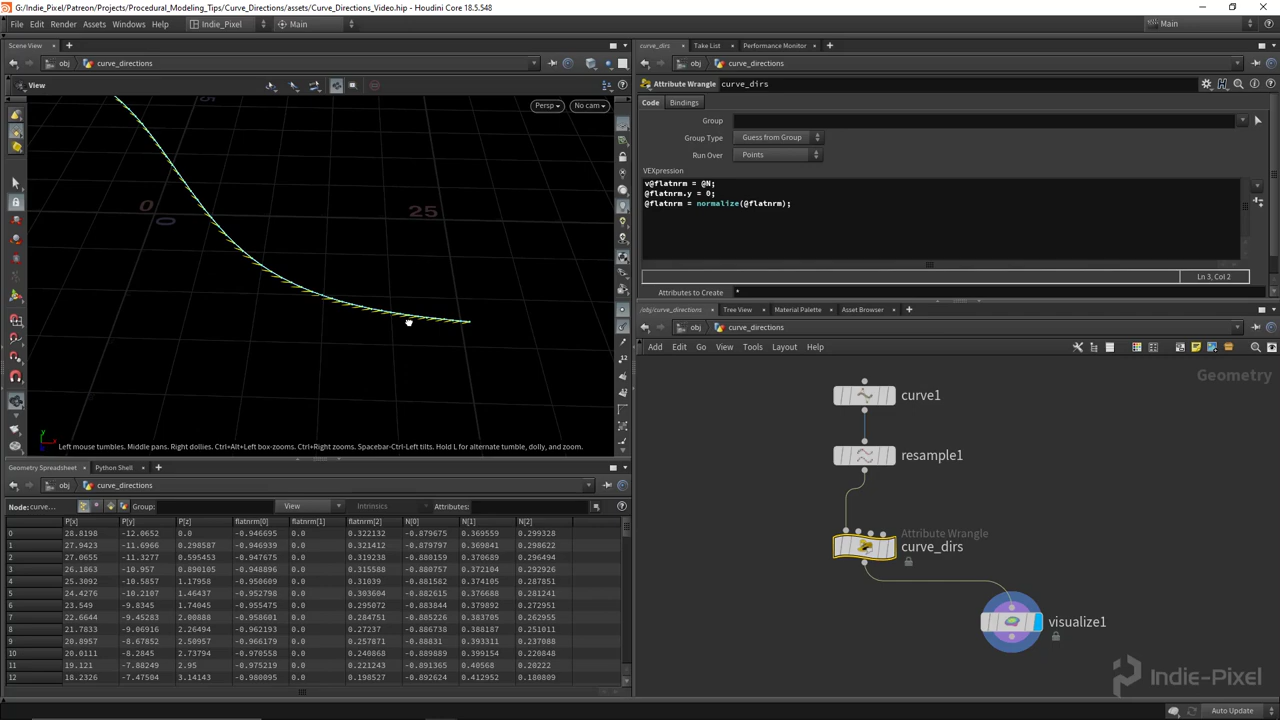 G:/Indie_Pixel/Patreon/Projects/Procedural_Modeling_Tips/Curve_Directions/assets/Curve_Directions_Video.hip - Houdini Core 18.5.548
File Edit Render Assets Windows Help Indie_Pixel Main Main
Scene View
obj curve_directions
View
Persp No cam
0 25
Left mouse tumbles. Middle pans. Right dollies. Ctrl+Alt+Left box-zooms. Ctrl+Right zooms. Spacebar-Ctrl-Left tilts. Hold L for alternate tumble, dolly, and zoom.
curve_dirs Take List Performance Monitor
obj curve_directions
Attribute Wrangle curve_dirs
Code Bindings
Group
Group Type Guess from Group
Run Over Points
VEXpression
v@flatnrm = @N;
@flatnrm.y = 0;
@flatnrm = normalize(@flatnrm);
Ln 3, Col 2
Attributes to Create *
/obj/curve_directions Tree View Material Palette Asset Browser
obj curve_directions
Add Edit Go View Tools Layout Help
Geometry
curve1
resample1
Attribute Wrangle
curve_dirs
visualize1
Indie-Pixel
Geometry Spreadsheet Python Shell
obj curve_directions
Node: curve... Group: View Intrinsics Attributes:
P[x] P[y] P[z] flatnrm[0] flatnrm[1] flatnrm[2] N[0] N[1] N[2]
0 28.8198 -12.0652 0.0 -0.946695 0.0 0.322132 -0.879675 0.369559 0.299328
1 27.9423 -11.6962 0.298587 -0.946940 0.0 0.321412 -0.879797 0.369841 0.298622
2 27.0655 -11.3277 0.595453 -0.947675 0.0 0.319238 -0.880159 0.370689 0.296494
3 26.1863 -10.957 0.890105 -0.948896 0.0 0.315588 -0.880757 0.372104 0.292926
4 25.3092 -10.5857 1.17958 -0.950609 0.0 0.31039 -0.881582 0.374105 0.287851
5 24.4276 -10.2107 1.46437 -0.952798 0.0 0.303604 -0.882612 0.376688 0.281241
6 23.549 -9.8345 1.74045 -0.955475 0.0 0.295072 -0.883844 0.379892 0.272951
7 22.6644 -9.45283 2.00888 -0.958601 0.0
8 21.7833 -9.06916 2.26494 -0.962113 0.0 0.27237 -0.886738 0.388187 0.251011
9 20.8957 -8.67852 2.50957 -0.966179 0.0 0.25787 -0.88831 0.393311 0.237088
10 20.0111 -8.2845 2.73794 -0.970558 0.0 0.240868 -0.889899 0.399154 0.220848
11 19.121 -7.88249 2.95 -0.975219 0.0 0.221243 -0.891365 0.40568 0.20222
12 18.2326 -7.47504 3.14143 -0.980095 0.0 0.198527 -0.892624 0.412952 0.180809
Auto Update